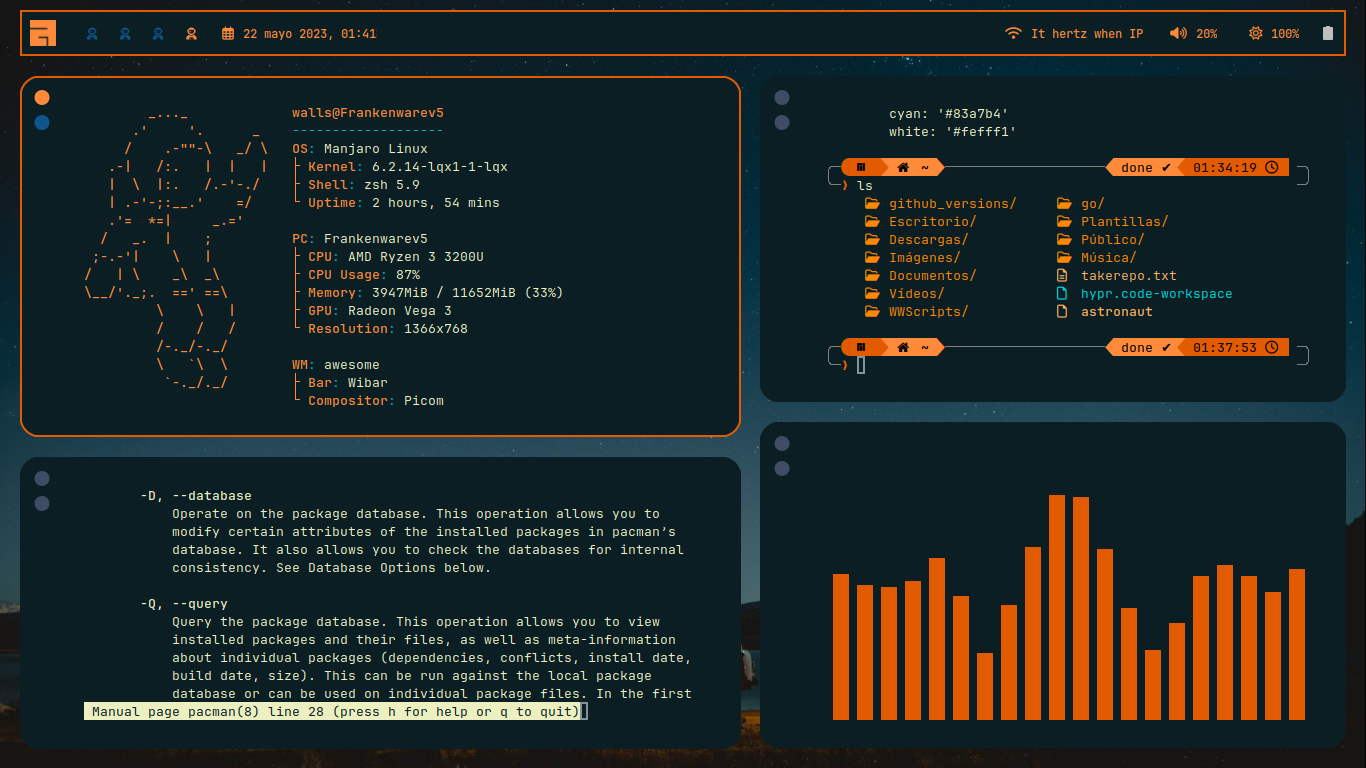 22 mayo 2023, 01:41
It hertz when IP
20%
100%
walls@Frankenwarev5
-------------------
OS: Manjaro Linux
├ Kernel: 6.2.14-lqx1-1-lqx
├ Shell: zsh 5.9
└ Uptime: 2 hours, 54 mins
PC: Frankenwarev5
├ CPU: AMD Ryzen 3 3200U
├ CPU Usage: 87%
├ Memory: 3947MiB / 11652MiB (33%)
├ GPU: Radeon Vega 3
└ Resolution: 1366x768
WM: awesome
├ Bar: Wibar
└ Compositor: Picom
cyan: '#83a7b4'
white: '#fefff1'
~ done ✔ 01:34:19
❯ ls
github_versions/ go/
Escritorio/ Plantillas/
Descargas/ Público/
Imágenes/ Música/
Documentos/ takerepo.txt
Vídeos/ hypr.code-workspace
WWScripts/ astronaut
~ done ✔ 01:37:53
❯
-D, --database
Operate on the package database. This operation allows you to
modify certain attributes of the installed packages in pacman’s
database. It also allows you to check the databases for internal
consistency. See Database Options below.
-Q, --query
Query the package database. This operation allows you to view
installed packages and their files, as well as meta-information
about individual packages (dependencies, conflicts, install date,
build date, size). This can be run against the local package
database or can be used on individual package files. In the first
Manual page pacman(8) line 28 (press h for help or q to quit)